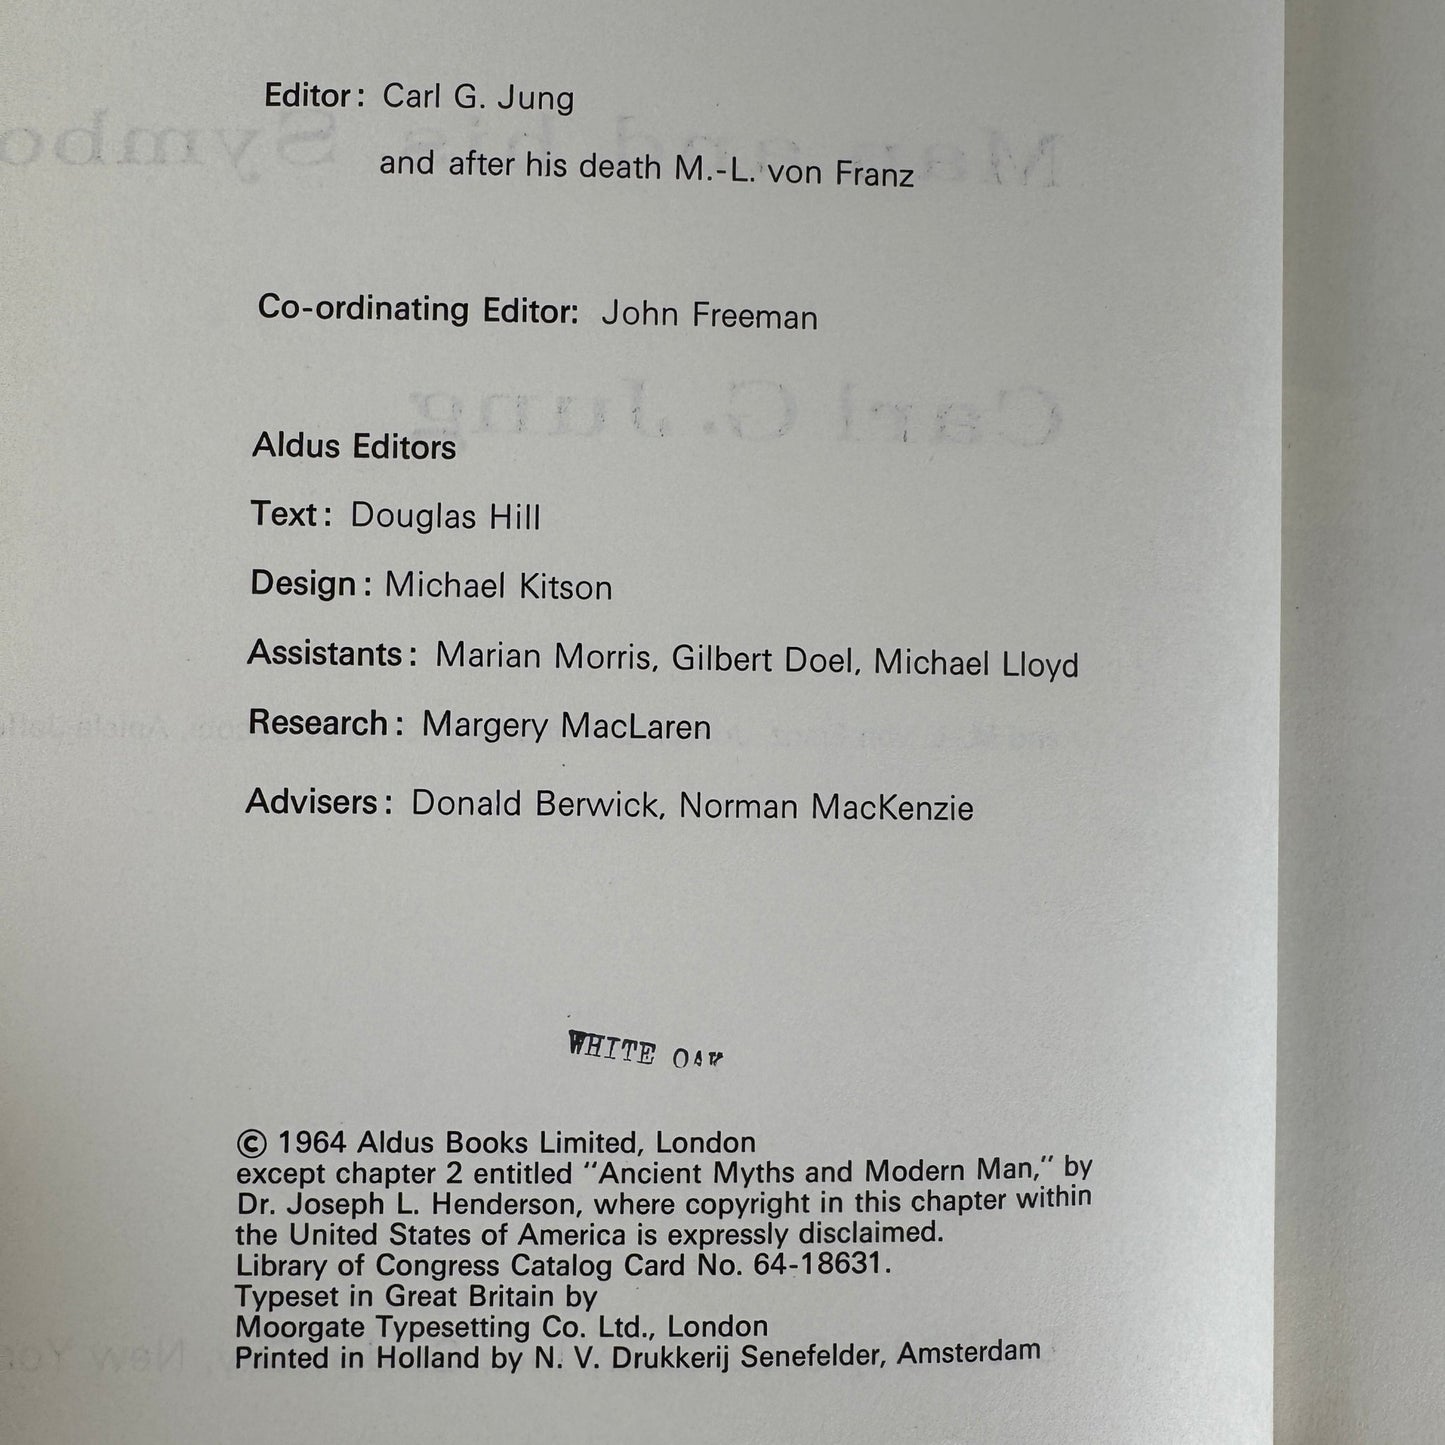 Editor: Carl G. Jung
and after his death M.-L. von Franz
Co-ordinating Editor: John Freeman
Aldus Editors
Text: Douglas Hill
Design: Michael Kitson
Assistants: Marian Morris, Gilbert Doel, Michael Lloyd
Research: Margery MacLaren
Advisers: Donald Berwick, Norman MacKenzie
WHITE OAK
© 1964 Aldus Books Limited, London
except chapter 2 entitled "Ancient Myths and Modern Man," by
Dr. Joseph L. Henderson, where copyright in this chapter within
the United States of America is expressly disclaimed.
Library of Congress Catalog Card No. 64-18631.
Typeset in Great Britain by
Moorgate Typesetting Co. Ltd., London
Printed in Holland by N. V. Drukkerij Senefelder, Amsterdam